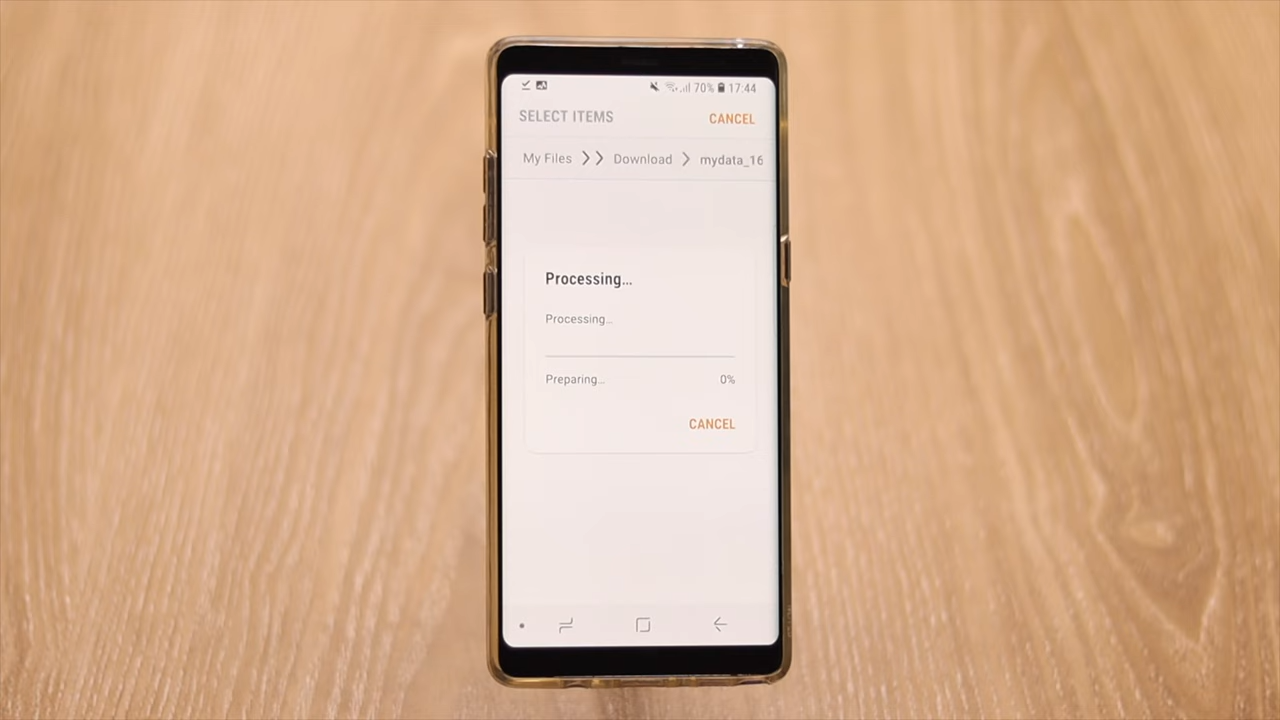 70% 17:44
SELECT ITEMS CANCEL
My Files Download mydata_16
Processing...
Processing...
Preparing... 0%
CANCEL